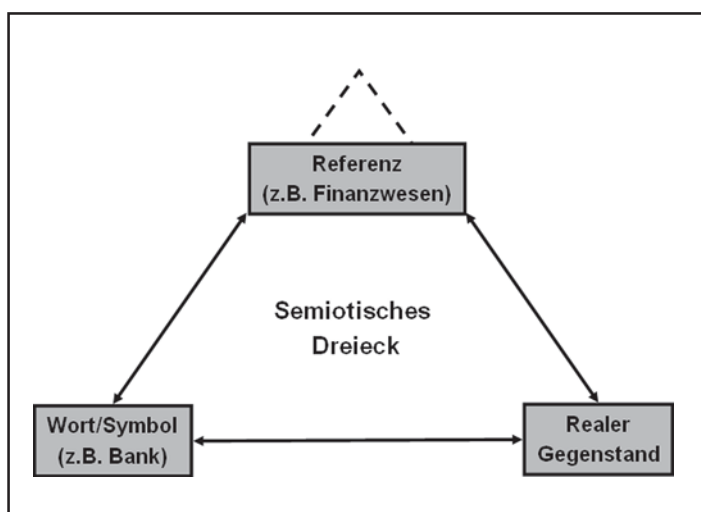 Referenz
(z.B. Finanzwesen)
Semiotisches
Dreieck
Wort/Symbol
(z.B. Bank)
Realer
Gegenstand